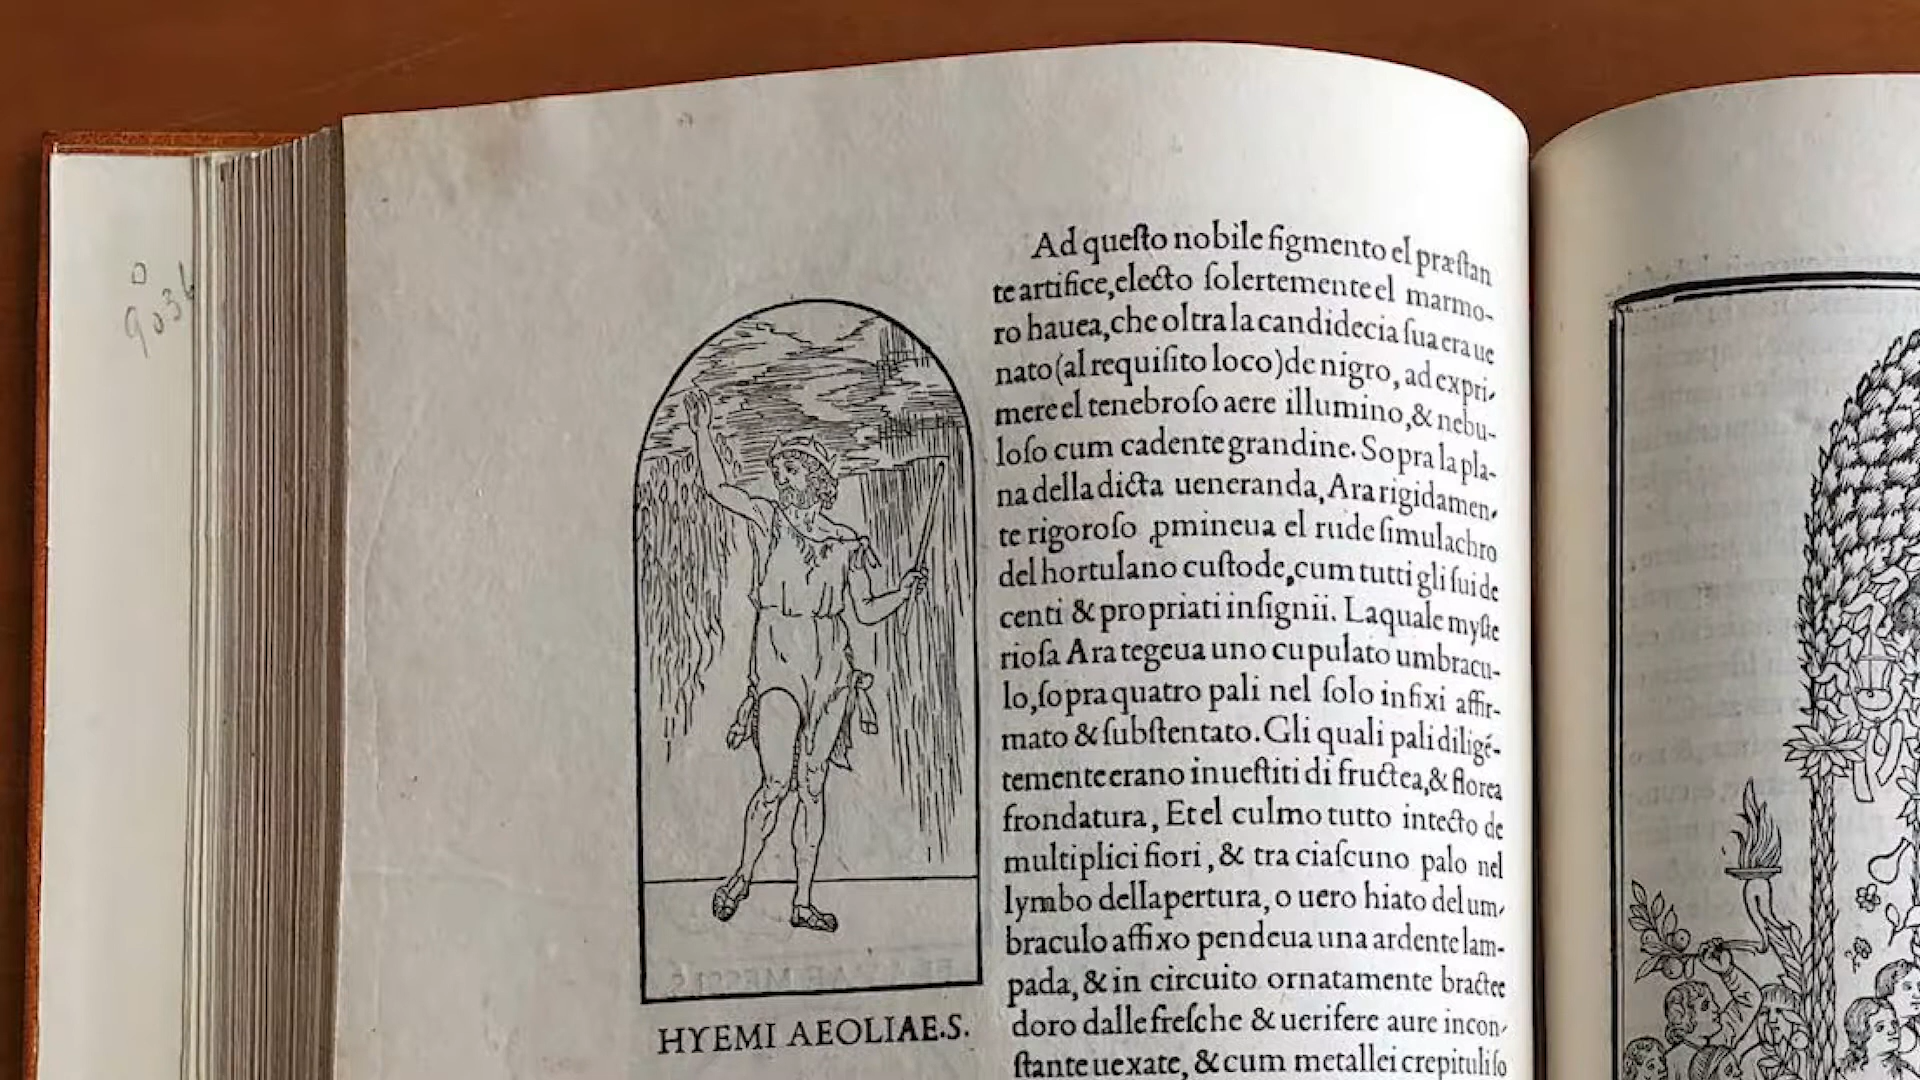 Ad queſto nobile figmento el præſtan
te artifice,electo ſolertemente el marmo-
ro hauea,che oltra la candidecia ſua era ue
nato(al requiſito loco)de nigro, ad expri-
mere el tenebroſo aere illumino,& nebu-
loſo cum cadente grandine. Sopra la pla-
na della dicta ueneranda,Ara rigidamen-
te rigoroſo ꝓmineua el rude ſimulachro
del hortulano cuſtode,cum tutti gli ſui de
centi & propriati inſignii. Laquale myſte
rioſa Ara tegeua uno cupulato umbracu-
lo,ſopra quatro pali nel ſolo infixi affir-
mato & ſubſtentato.Gli quali pali diligē-
temente erano inueſtiti di fructea,& florea
frondatura, Et el culmo tutto intecto de
multiplici fiori, & tra ciaſcuno palo nel
lymbo dellapertura, o uero hiato del um-
braculo affixo pendeua una ardente lam-
pada, & in circuito ornatamente bractee
doro dalle freſche & uerifere aure incon-
ſtante uexate, & cum metallei crepituli ſo
HYEMI AEOLIAE.S.
903